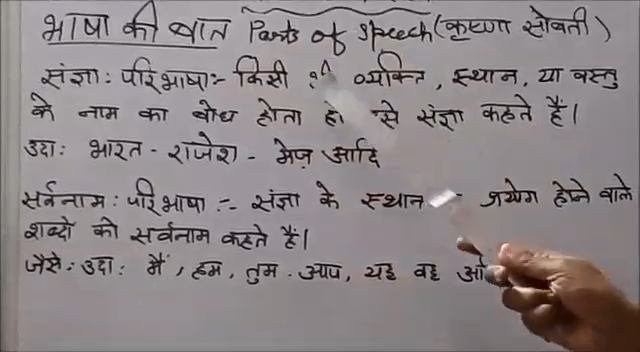 भाषा की बात Parts of Speech (कृष्णा सोबती)
संज्ञा: परिभाषा:- किसी भी व्यक्ति, स्थान, या वस्तु
के नाम का बोध होता हो से संज्ञा कहते हैं।
उदा: भारत - राजेश - मेज़ आदि
सर्वनाम: परिभाषा:- संज्ञा के स्थान प्रयोग होने वाले
शब्दों को सर्वनाम कहते हैं।
जैसे: उदा: मैं, हम, तुम. आप, यह वह